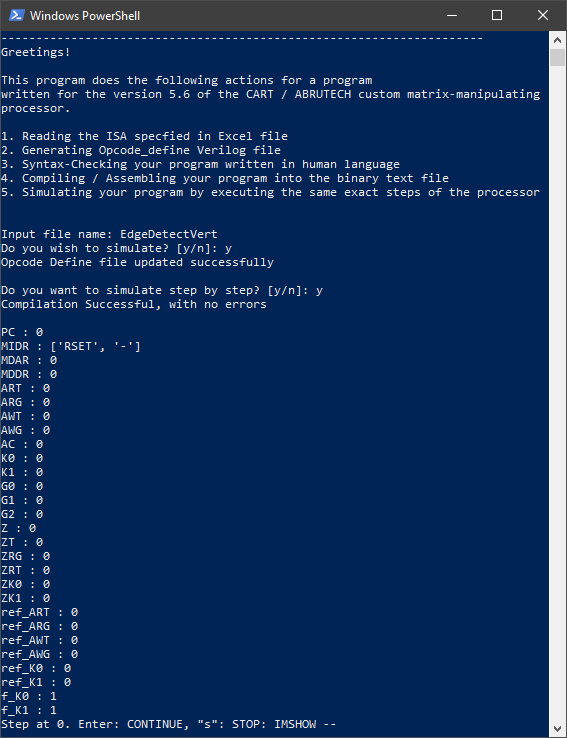 Windows PowerShell
---------------------------------------------------------------------
Greetings!
This program does the following actions for a program
written for the version 5.6 of the CART / ABRUTECH custom matrix-manipulating
processor.
1. Reading the ISA specfied in Excel file
2. Generating Opcode_define Verilog file
3. Syntax-Checking your program written in human language
4. Compiling / Assembling your program into the binary text file
5. Simulating your program by executing the same exact steps of the processor
Input file name: EdgeDetectVert
Do you wish to simulate? [y/n]: y
Opcode Define file updated successfully
Do you want to simulate step by step? [y/n]: y
Compilation Successful, with no errors
PC : 0
MIDR : ['RSET', '-']
MDAR : 0
MDDR : 0
ART : 0
ARG : 0
AWT : 0
AWG : 0
AC : 0
K0 : 0
K1 : 0
G0 : 0
G1 : 0
G2 : 0
Z : 0
ZT : 0
ZRG : 0
ZRT : 0
ZK0 : 0
ZK1 : 0
ref_ART : 0
ref_ARG : 0
ref_AWT : 0
ref_AWG : 0
ref_K0 : 0
ref_K1 : 0
f_K0 : 1
f_K1 : 1
Step at 0. Enter: CONTINUE, "s": STOP: IMSHOW --